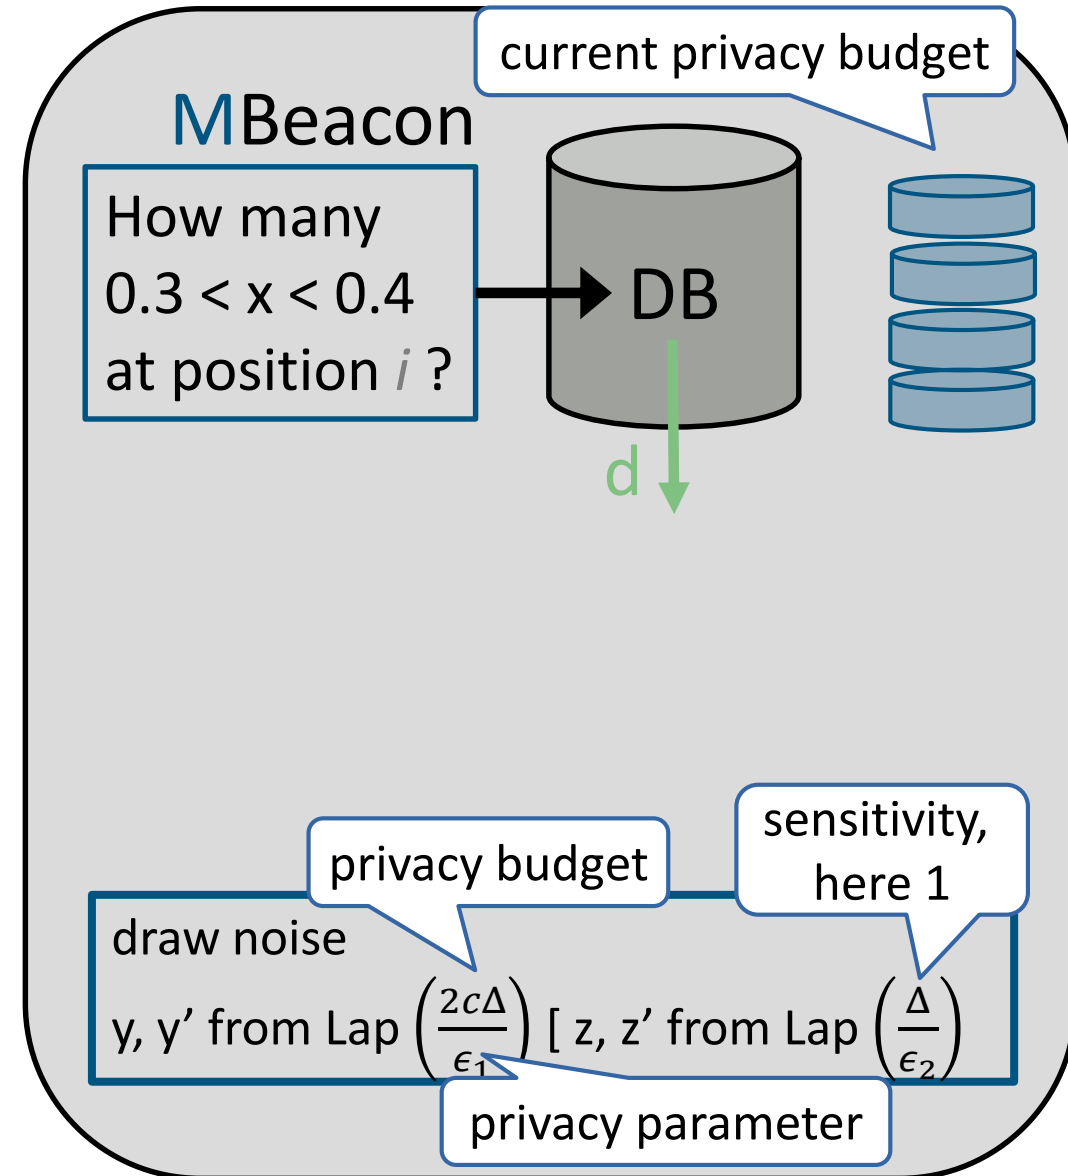 current privacy budget
MBeacon
How many
0.3 < x < 0.4
at position i ?
DB
d
sensitivity,
here 1
privacy budget
draw noise
y, y’ from Lap (2cΔ/ϵ₁) [ z, z’ from Lap (Δ/ϵ₂)
privacy parameter